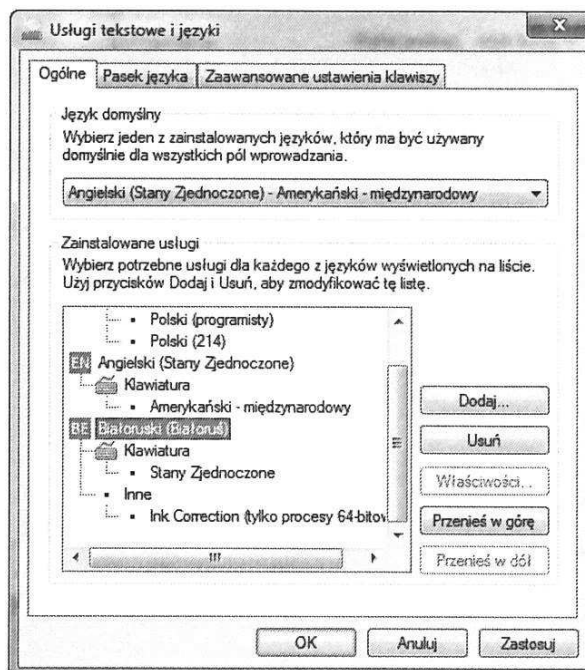 Usługi tekstowe i języki
Ogólne
Pasek języka
Zaawansowane ustawienia klawiszy
Język domyślny
Wybierz jeden z zainstalowanych języków, który ma być używany
domyślnie dla wszystkich pól wprowadzania.
Angielski (Stany Zjednoczone) - Amerykański - międzynarodowy
Zainstalowane usługi
Wybierz potrzebne usługi dla każdego z języków wyświetlonych na liście.
Użyj przycisków Dodaj i Usuń, aby zmodyfikować tę listę.
Polski (programisty)
Polski (214)
EN Angielski (Stany Zjednoczone)
Klawiatura
Amerykański - międzynarodowy
BE Białoruski (Białoruś)
Klawiatura
Stany Zjednoczone
Inne
Ink Correction (tylko procesy 64-bitov
Dodaj...
Usuń
Właściwości...
Przenieś w górę
Przenieś w dół
OK
Anuluj
Zastosuj